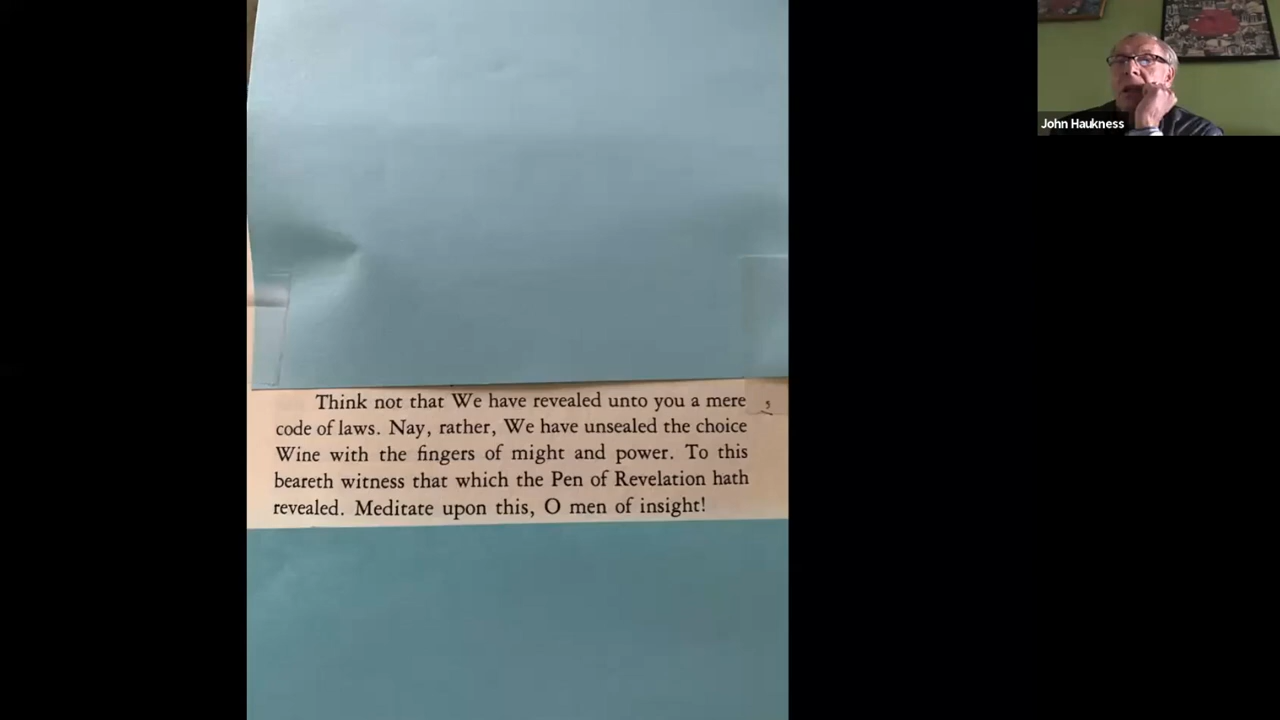 Think not that We have revealed unto you a mere
5
code of laws. Nay, rather, We have unsealed the choice
Wine with the fingers of might and power. To this
beareth witness that which the Pen of Revelation hath
revealed. Meditate upon this, O men of insight!
John Haukness